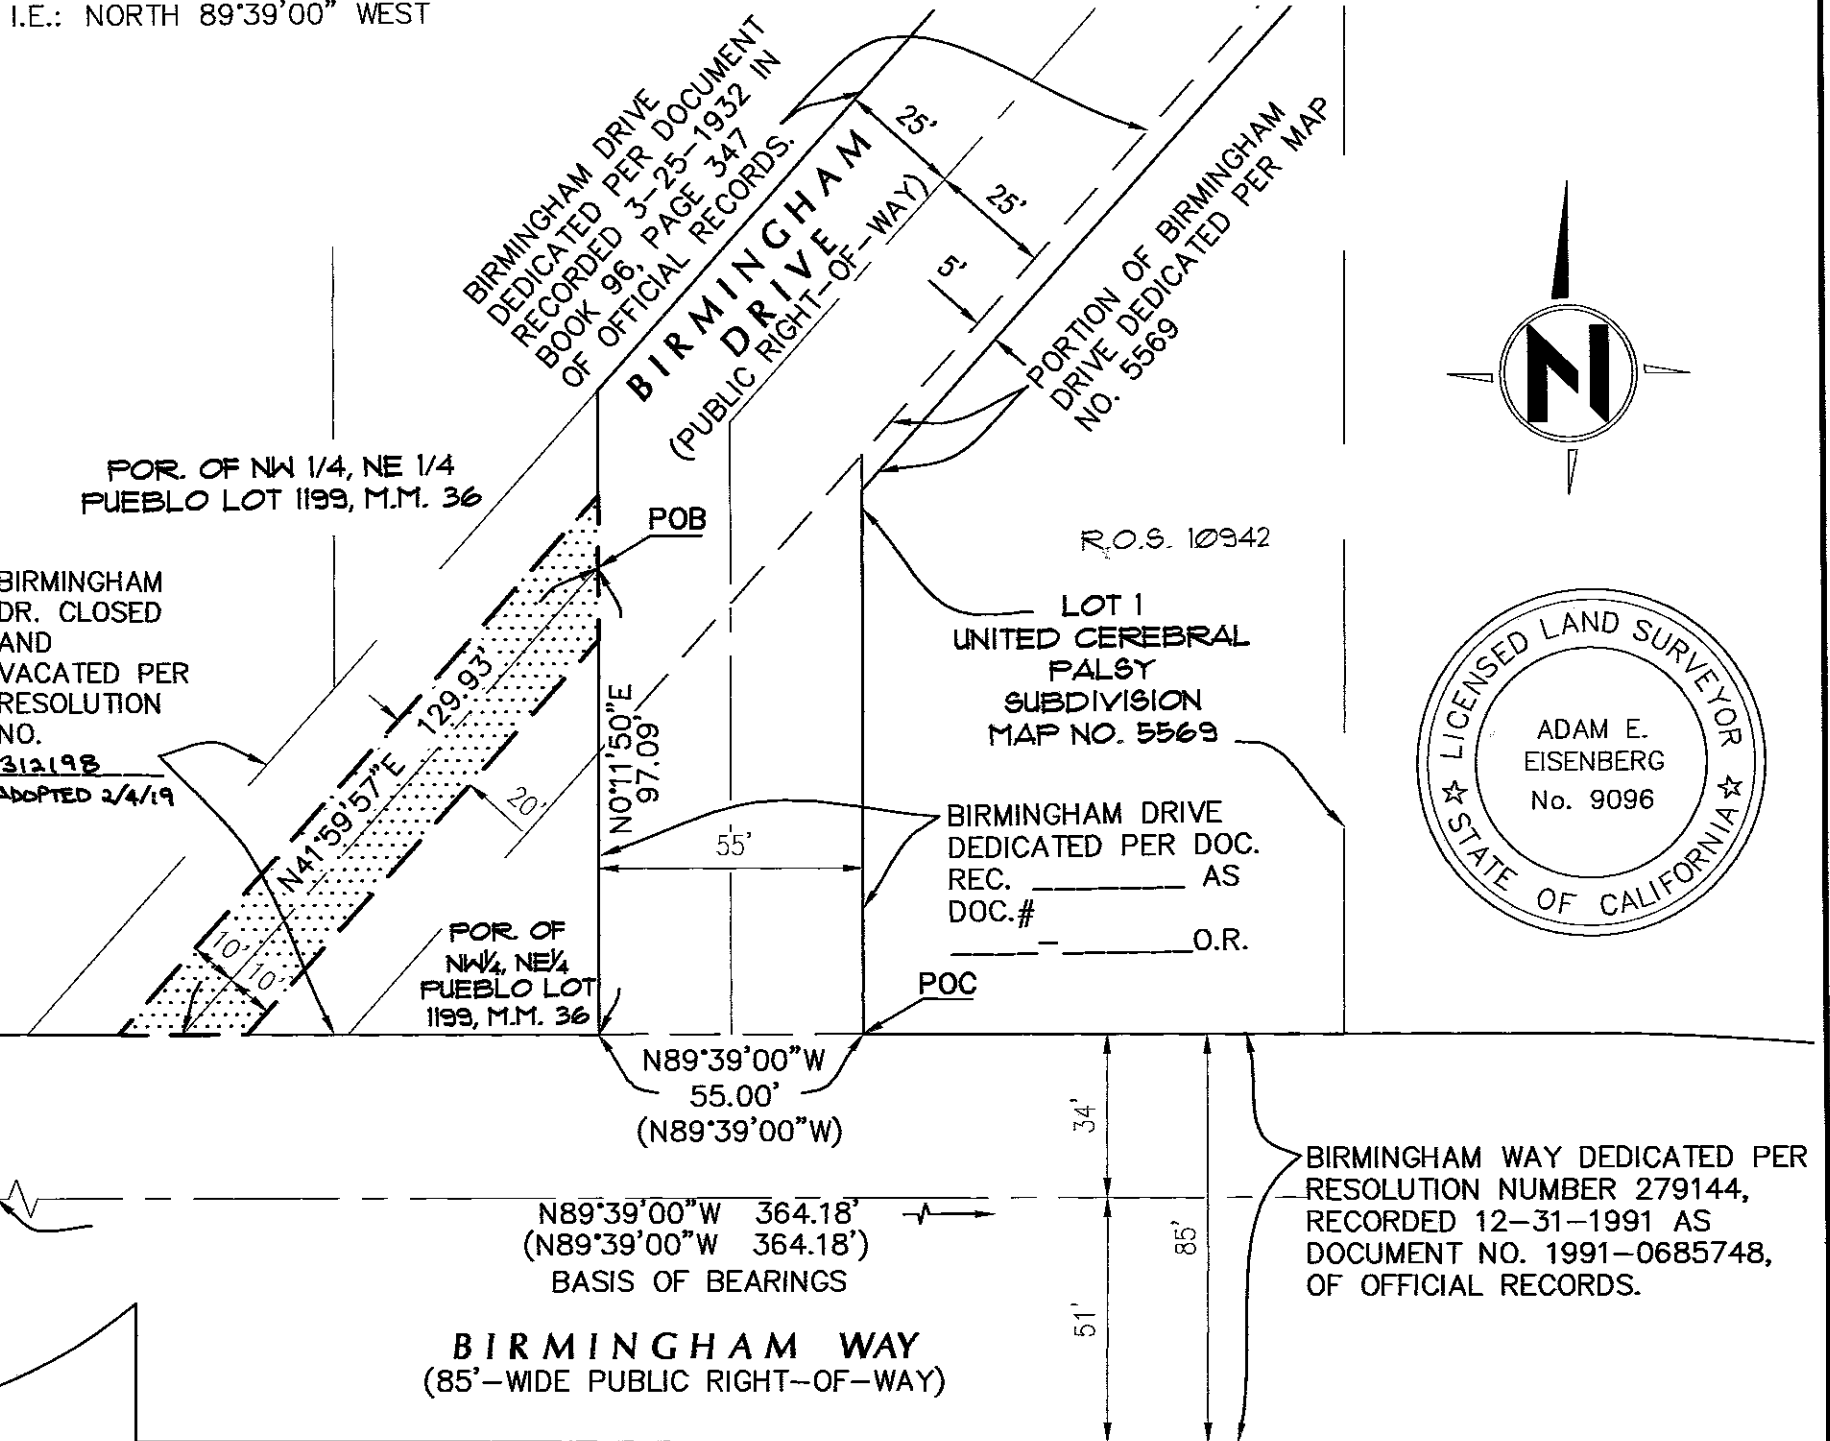 I.E.: NORTH 89°39'00" WEST
BIRMINGHAM DRIVE
DEDICATED PER DOCUMENT
RECORDED 3-25-1932 IN
BOOK 96, PAGE 347
OF OFFICIAL RECORDS.
BIRMINGHAM
DRIVE
(PUBLIC RIGHT-OF-WAY)
25'
25'
5'
PORTION OF BIRMINGHAM
DRIVE DEDICATED PER MAP
NO. 5569
N
POR. OF NW 1/4, NE 1/4
PUEBLO LOT 1199, M.M. 36
POB
R.O.S. 10942
BIRMINGHAM
DR. CLOSED
AND
VACATED PER
RESOLUTION
NO.
312198
ADOPTED 2/4/19
LOT 1
UNITED CEREBRAL
PALSY
SUBDIVISION
MAP NO. 5569
LICENSED LAND SURVEYOR
STATE OF CALIFORNIA
ADAM E.
EISENBERG
No. 9096
N41°59'57"E 129.93'
20'
N0°11'50"E
97.09'
55'
BIRMINGHAM DRIVE
DEDICATED PER DOC.
REC. _______ AS
DOC.#
____-______O.R.
10'
10'
POR. OF
NW1/4, NE1/4
PUEBLO LOT
1199, M.M. 36
POC
N89°39'00"W
55.00'
(N89°39'00"W)
34'
85'
51'
BIRMINGHAM WAY DEDICATED PER
RESOLUTION NUMBER 279144,
RECORDED 12-31-1991 AS
DOCUMENT NO. 1991-0685748,
OF OFFICIAL RECORDS.
N89°39'00"W 364.18'
(N89°39'00"W 364.18')
BASIS OF BEARINGS
BIRMINGHAM WAY
(85'-WIDE PUBLIC RIGHT-OF-WAY)